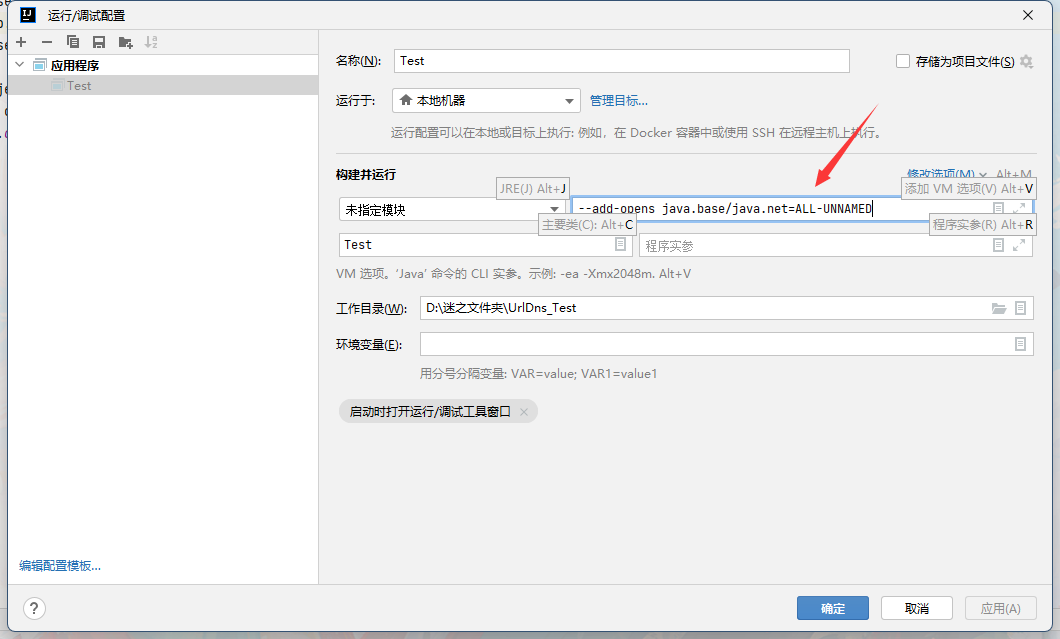 运行/调试配置
应用程序
Test
名称(N):
Test
存储为项目文件(S)
运行于:
本地机器
管理目标...
运行配置可以在本地或目标上执行: 例如，在 Docker 容器中或使用 SSH 在远程主机上执行。
构建并运行
修改选项(M)
Alt+M
JRE(J) Alt+J
添加 VM 选项(V) Alt+V
未指定模块
--add-opens java.base/java.net=ALL-UNNAMED
主要类(C): Alt+C
程序实参(R) Alt+R
Test
程序实参
VM 选项。‘Java’ 命令的 CLI 实参。示例: -ea -Xmx2048m. Alt+V
工作目录(W):
D:\迷之文件夹\UrlDns_Test
环境变量(E):
用分号分隔变量: VAR=value; VAR1=value1
启动时打开运行/调试工具窗口
编辑配置模板...
?
确定
取消
应用(A)